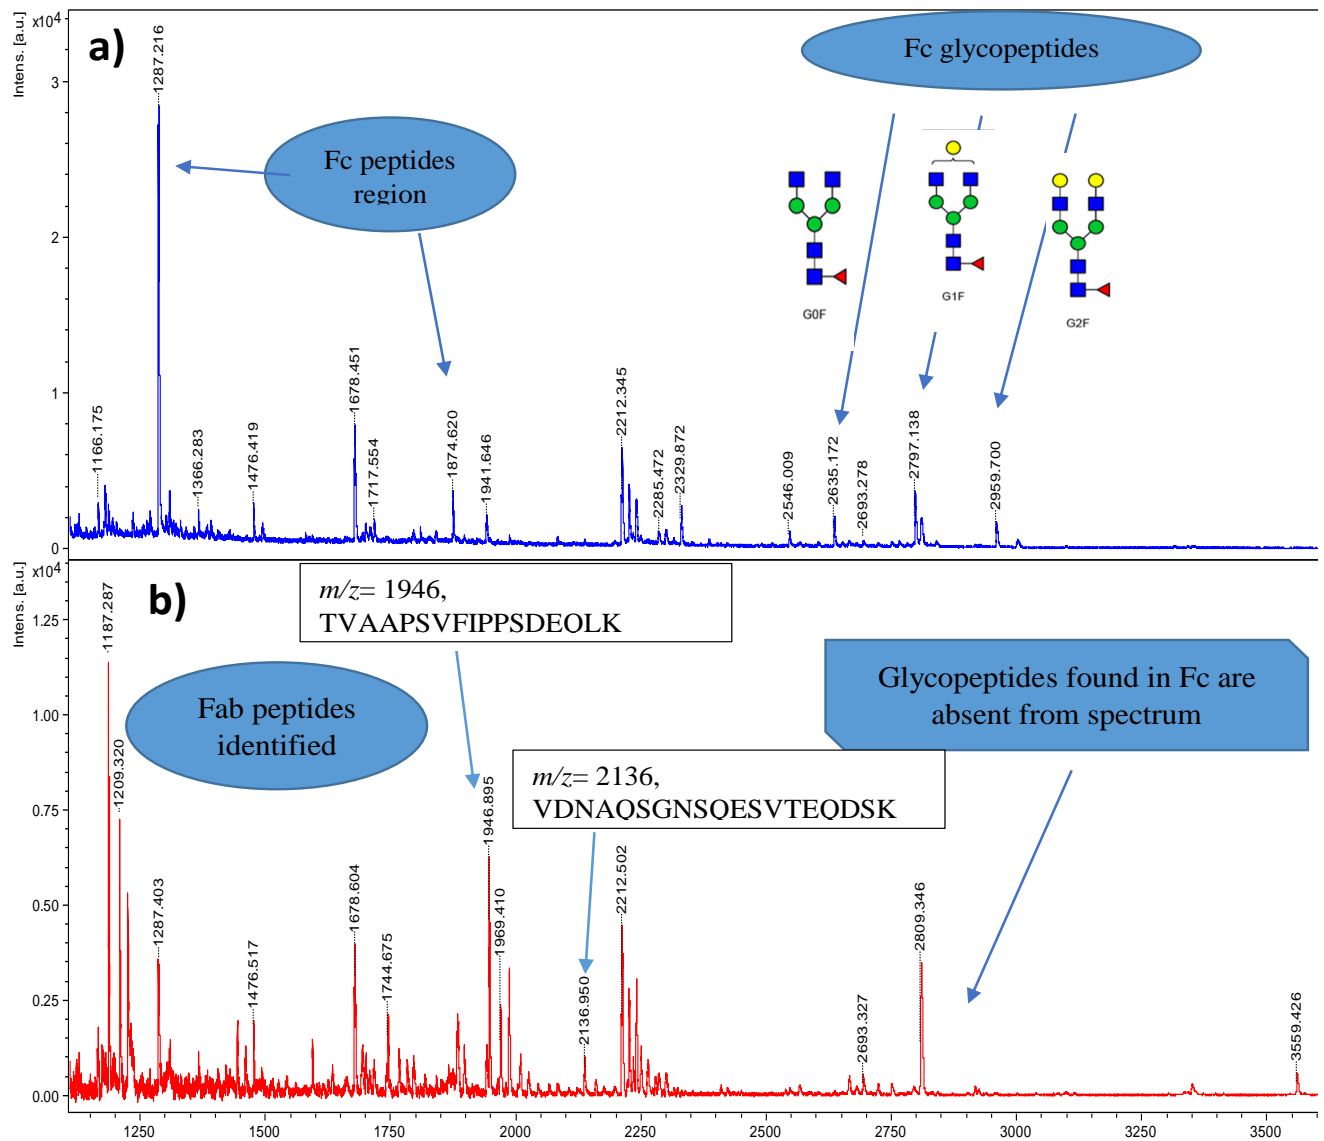 Intens. [a.u.]
x10⁴
a)
3
2
1
0
1166.175
1287.216
1366.283
1476.419
1678.451
1717.554
1874.620
1941.646
2212.345
2285.472
2329.872
2546.009
2635.172
2693.278
2797.138
2959.700
Fc peptides
region
Fc glycopeptides
G0F
G1F
G2F
Intens. [a.u.]
x10⁴
b)
1.25
1.00
0.75
0.50
0.25
0.00
1187.287
1209.320
1287.403
1476.517
1678.604
1744.675
1946.895
1969.410
2136.950
2212.502
2693.327
2809.346
3559.426
m/z= 1946,
TVAAPSVFIPPSDEQLK
Fab peptides
identified
m/z= 2136,
VDNAQSGNSQESVTEQDSK
Glycopeptides found in Fc are
absent from spectrum
1250
1500
1750
2000
2250
2500
2750
3000
3250
3500